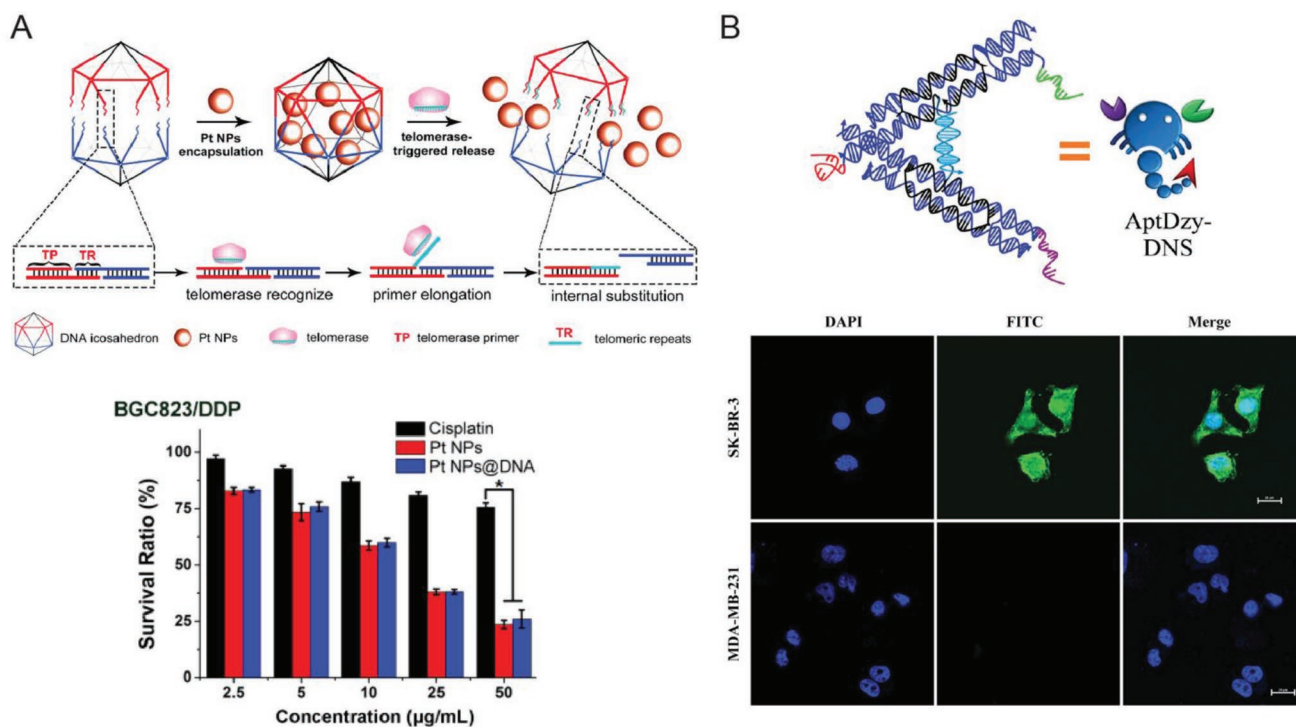 A
Pt NPs
encapsulation
telomerase-
triggered release
TP
TR
telomerase recognize
primer elongation
internal substitution
DNA icosahedron
Pt NPs
telomerase
TP
telomerase primer
TR
telomeric repeats
BGC823/DDP
Cisplatin
Pt NPs
Pt NPs@DNA
*
Survival Ratio (%)
100
75
50
25
0
2.5
5
10
25
50
Concentration (μg/mL)
B
=
AptDzy-
DNS
DAPI
FITC
Merge
SK-BR-3
MDA-MB-231